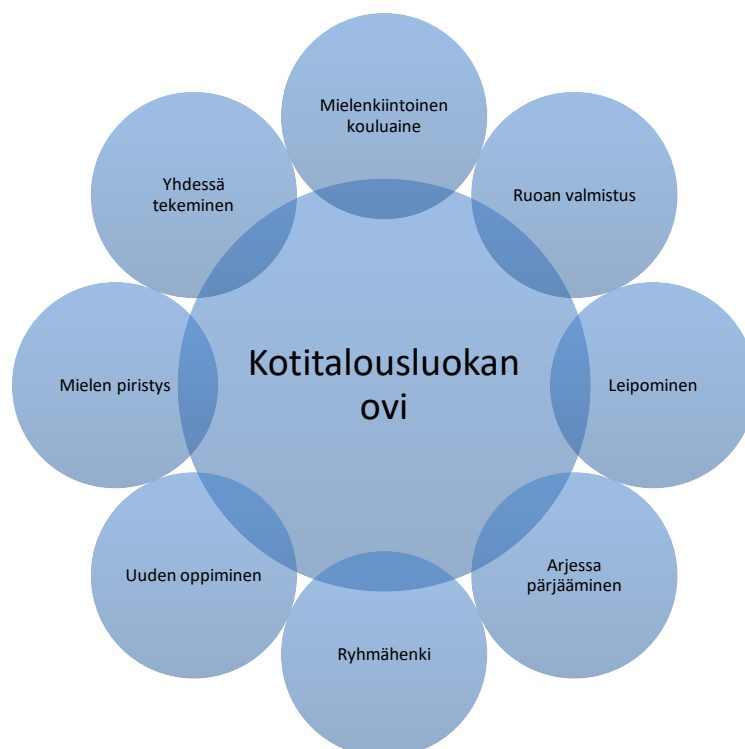 Mielenkiintoinen
kouluaine
Ruoan valmistus
Leipominen
Arjessa
pärjääminen
Ryhmähenki
Uuden oppiminen
Mielen piristys
Yhdessä
tekeminen
Kotitalousluokan
ovi